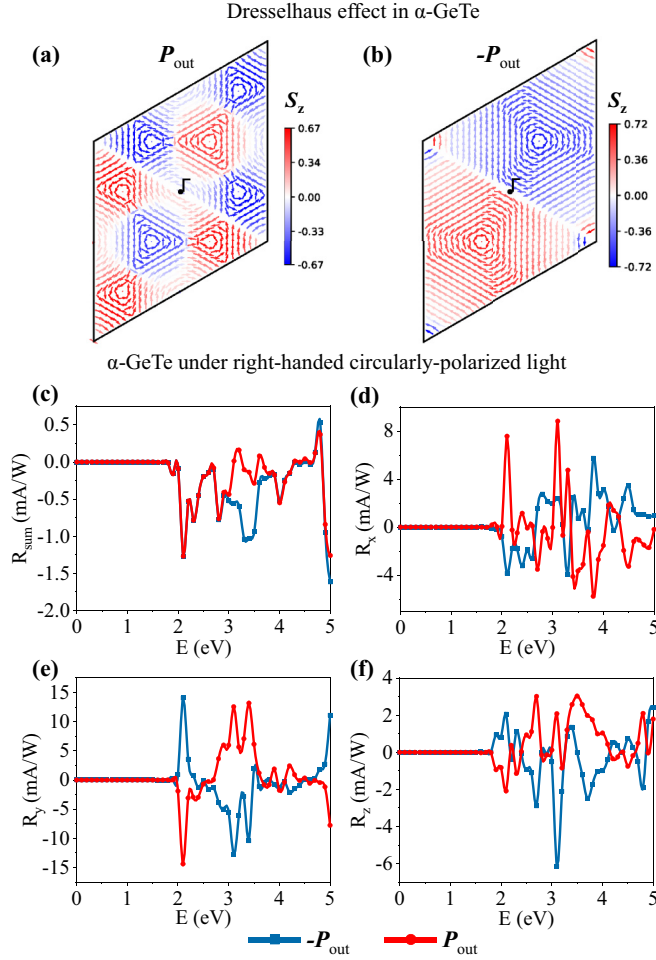 Dresselhaus effect in α-GeTe
(a) P_out (b) -P_out
S_z S_z
0.67 0.72
0.34 0.36
0.00 0.00
-0.34 -0.36
-0.67 -0.72
Γ Γ
α-GeTe under right-handed circularly-polarized light
(c)
R_sum (mA/W)
0.5
0.0
-0.5
-1.0
-1.5
-2.0
0 1 2 3 4 5
E (eV)
(d)
R_x (mA/W)
8
4
0
-4
0 1 2 3 4 5
E (eV)
(e)
R_y (mA/W)
15
10
5
0
-5
-10
-15
0 1 2 3 4 5
E (eV)
(f)
R_z (mA/W)
4
2
0
-2
-4
-6
0 1 2 3 4 5
E (eV)
-P_out P_out